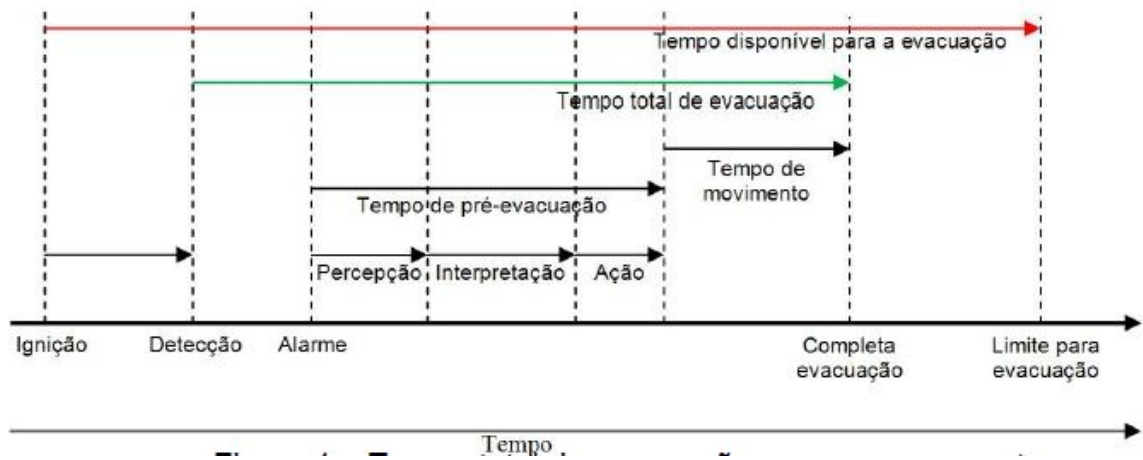 Tempo disponível para a evacuação
Tempo total de evacuação
Tempo de
movimento
Tempo de pré-evacuação
Percepção
Interpretação
Ação
Ignição
Detecção
Alarme
Completa
evacuação
Limite para
evacuação
Tempo